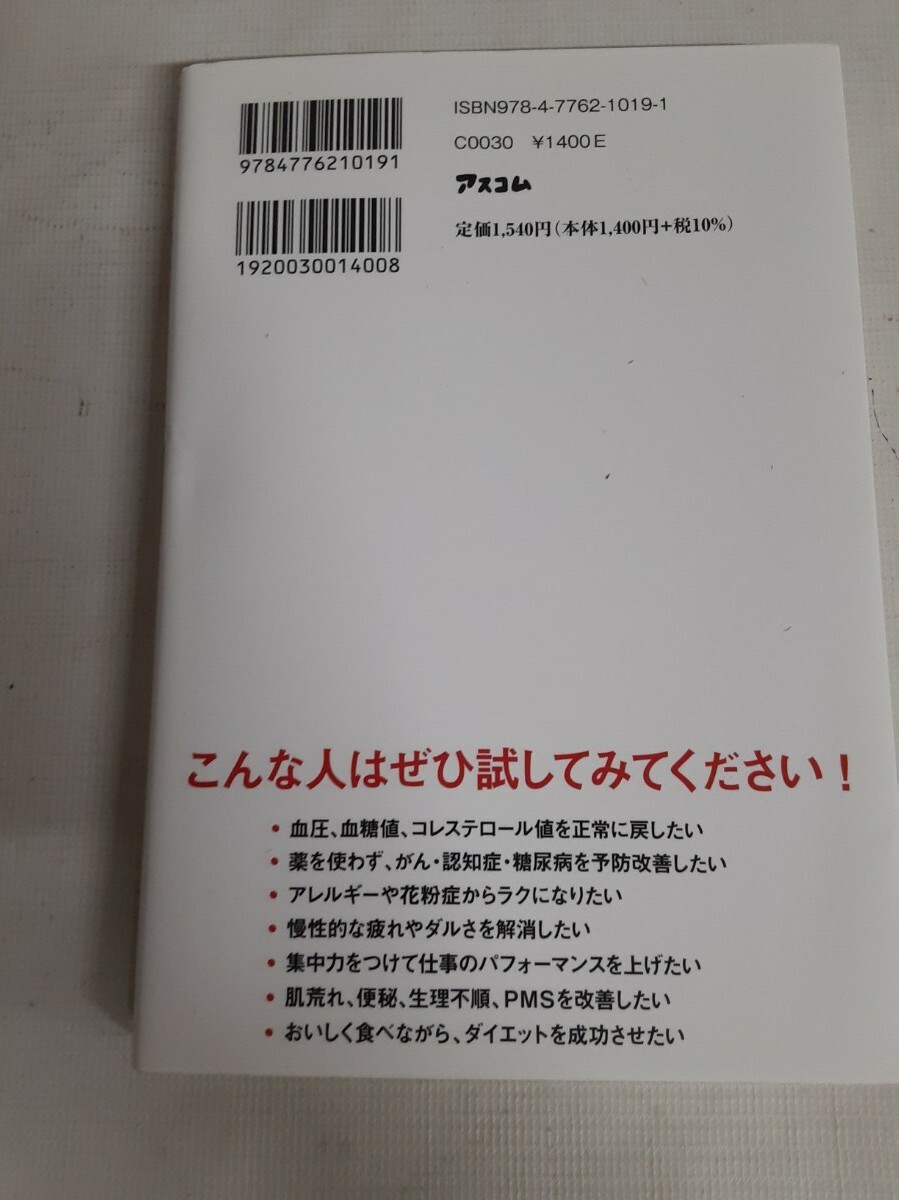 ISBN978-4-7762-1019-1
9784776210191
C0030 ¥1400E
アスコム
1920030014008
定価1,540円(本体1,400円+税10%)
こんな人はぜひ試してみてください!
• 血圧、血糖値、コレステロール値を正常に戻したい
• 薬を使わず、がん・認知症・糖尿病を予防改善したい
• アレルギーや花粉症からラクになりたい
• 慢性的な疲れやダルさを解消したい
• 集中力をつけて仕事のパフォーマンスを上げたい
• 肌荒れ、便秘、生理不順、PMSを改善したい
• おいしく食べながら、ダイエットを成功させたい